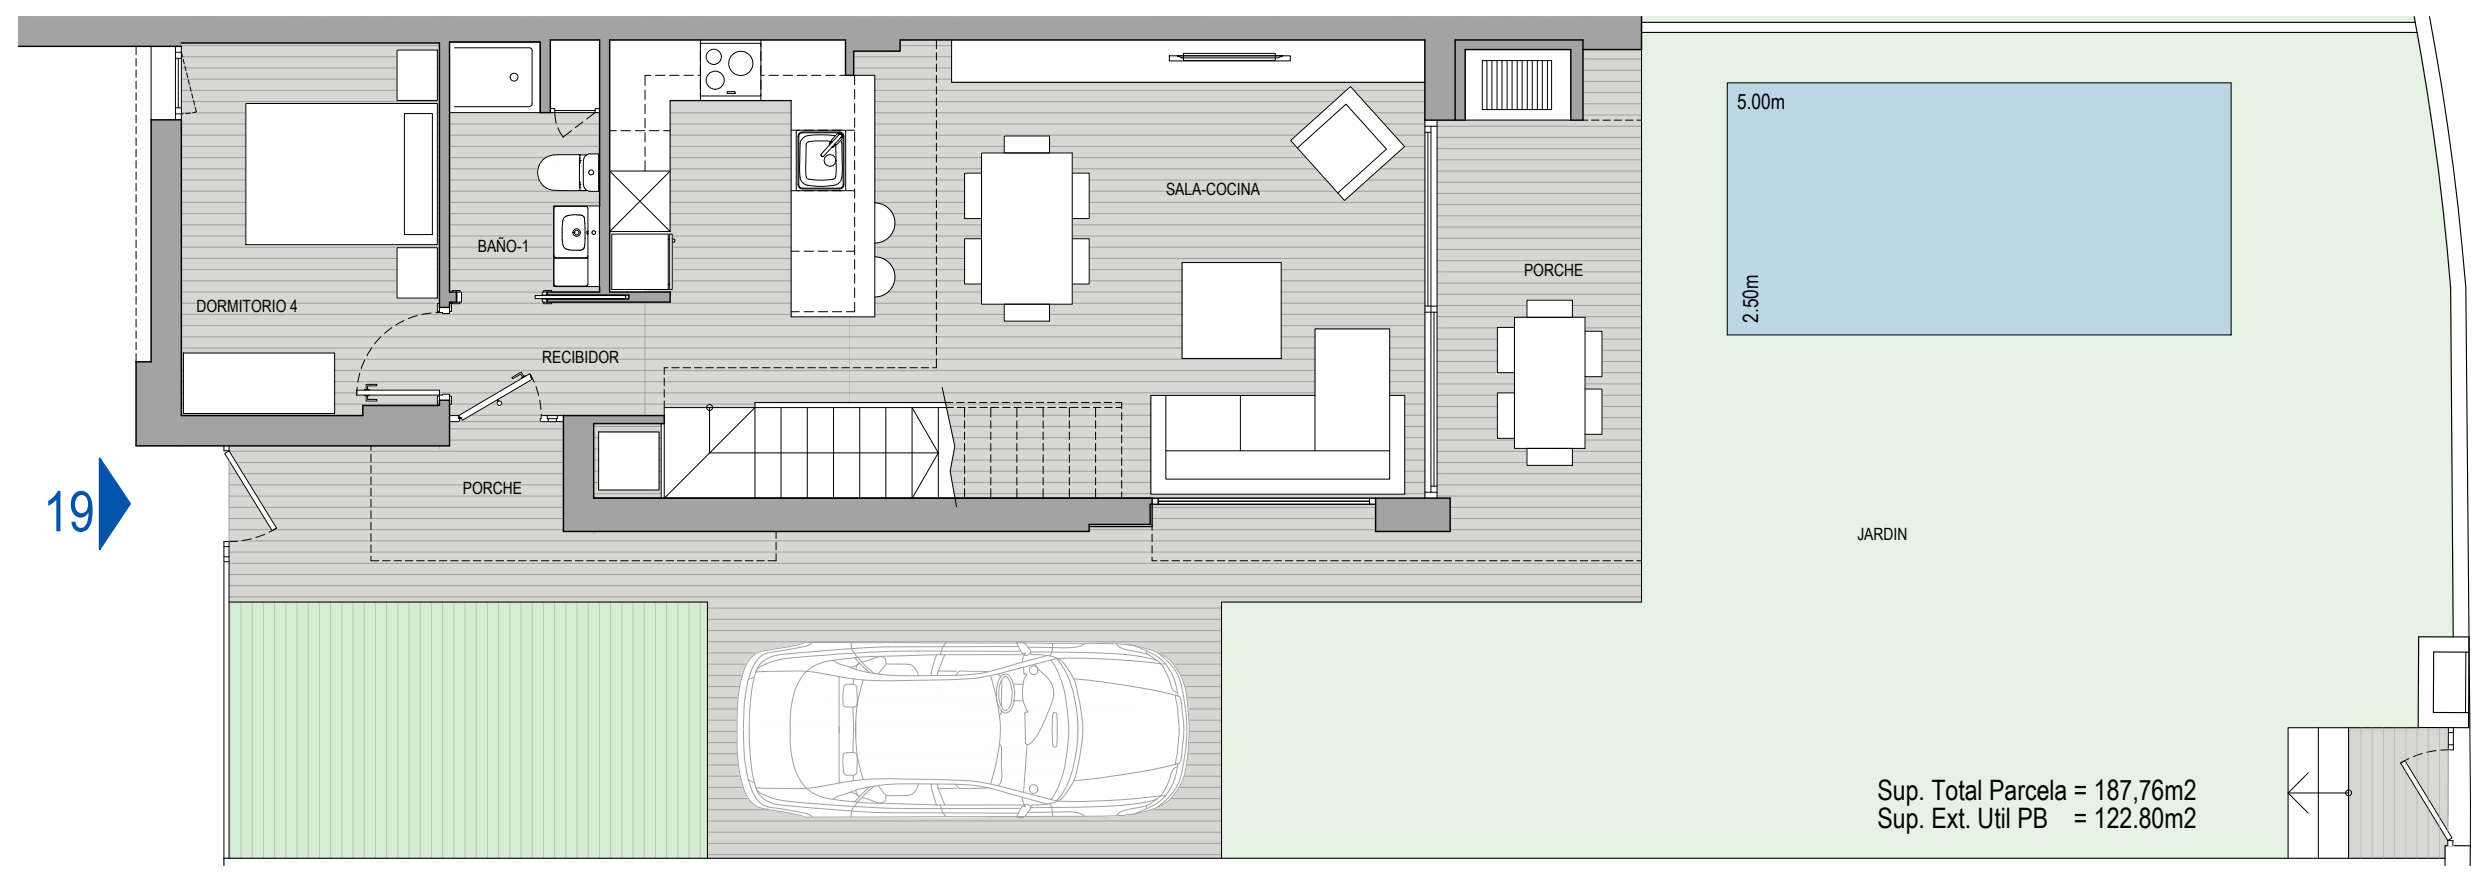 5.00m
2.50m
SALA-COCINA
BAÑO-1
PORCHE
DORMITORIO 4
RECIBIDOR
19
PORCHE
JARDIN
Sup. Total Parcela = 187,76m2
Sup. Ext. Util PB = 122.80m2